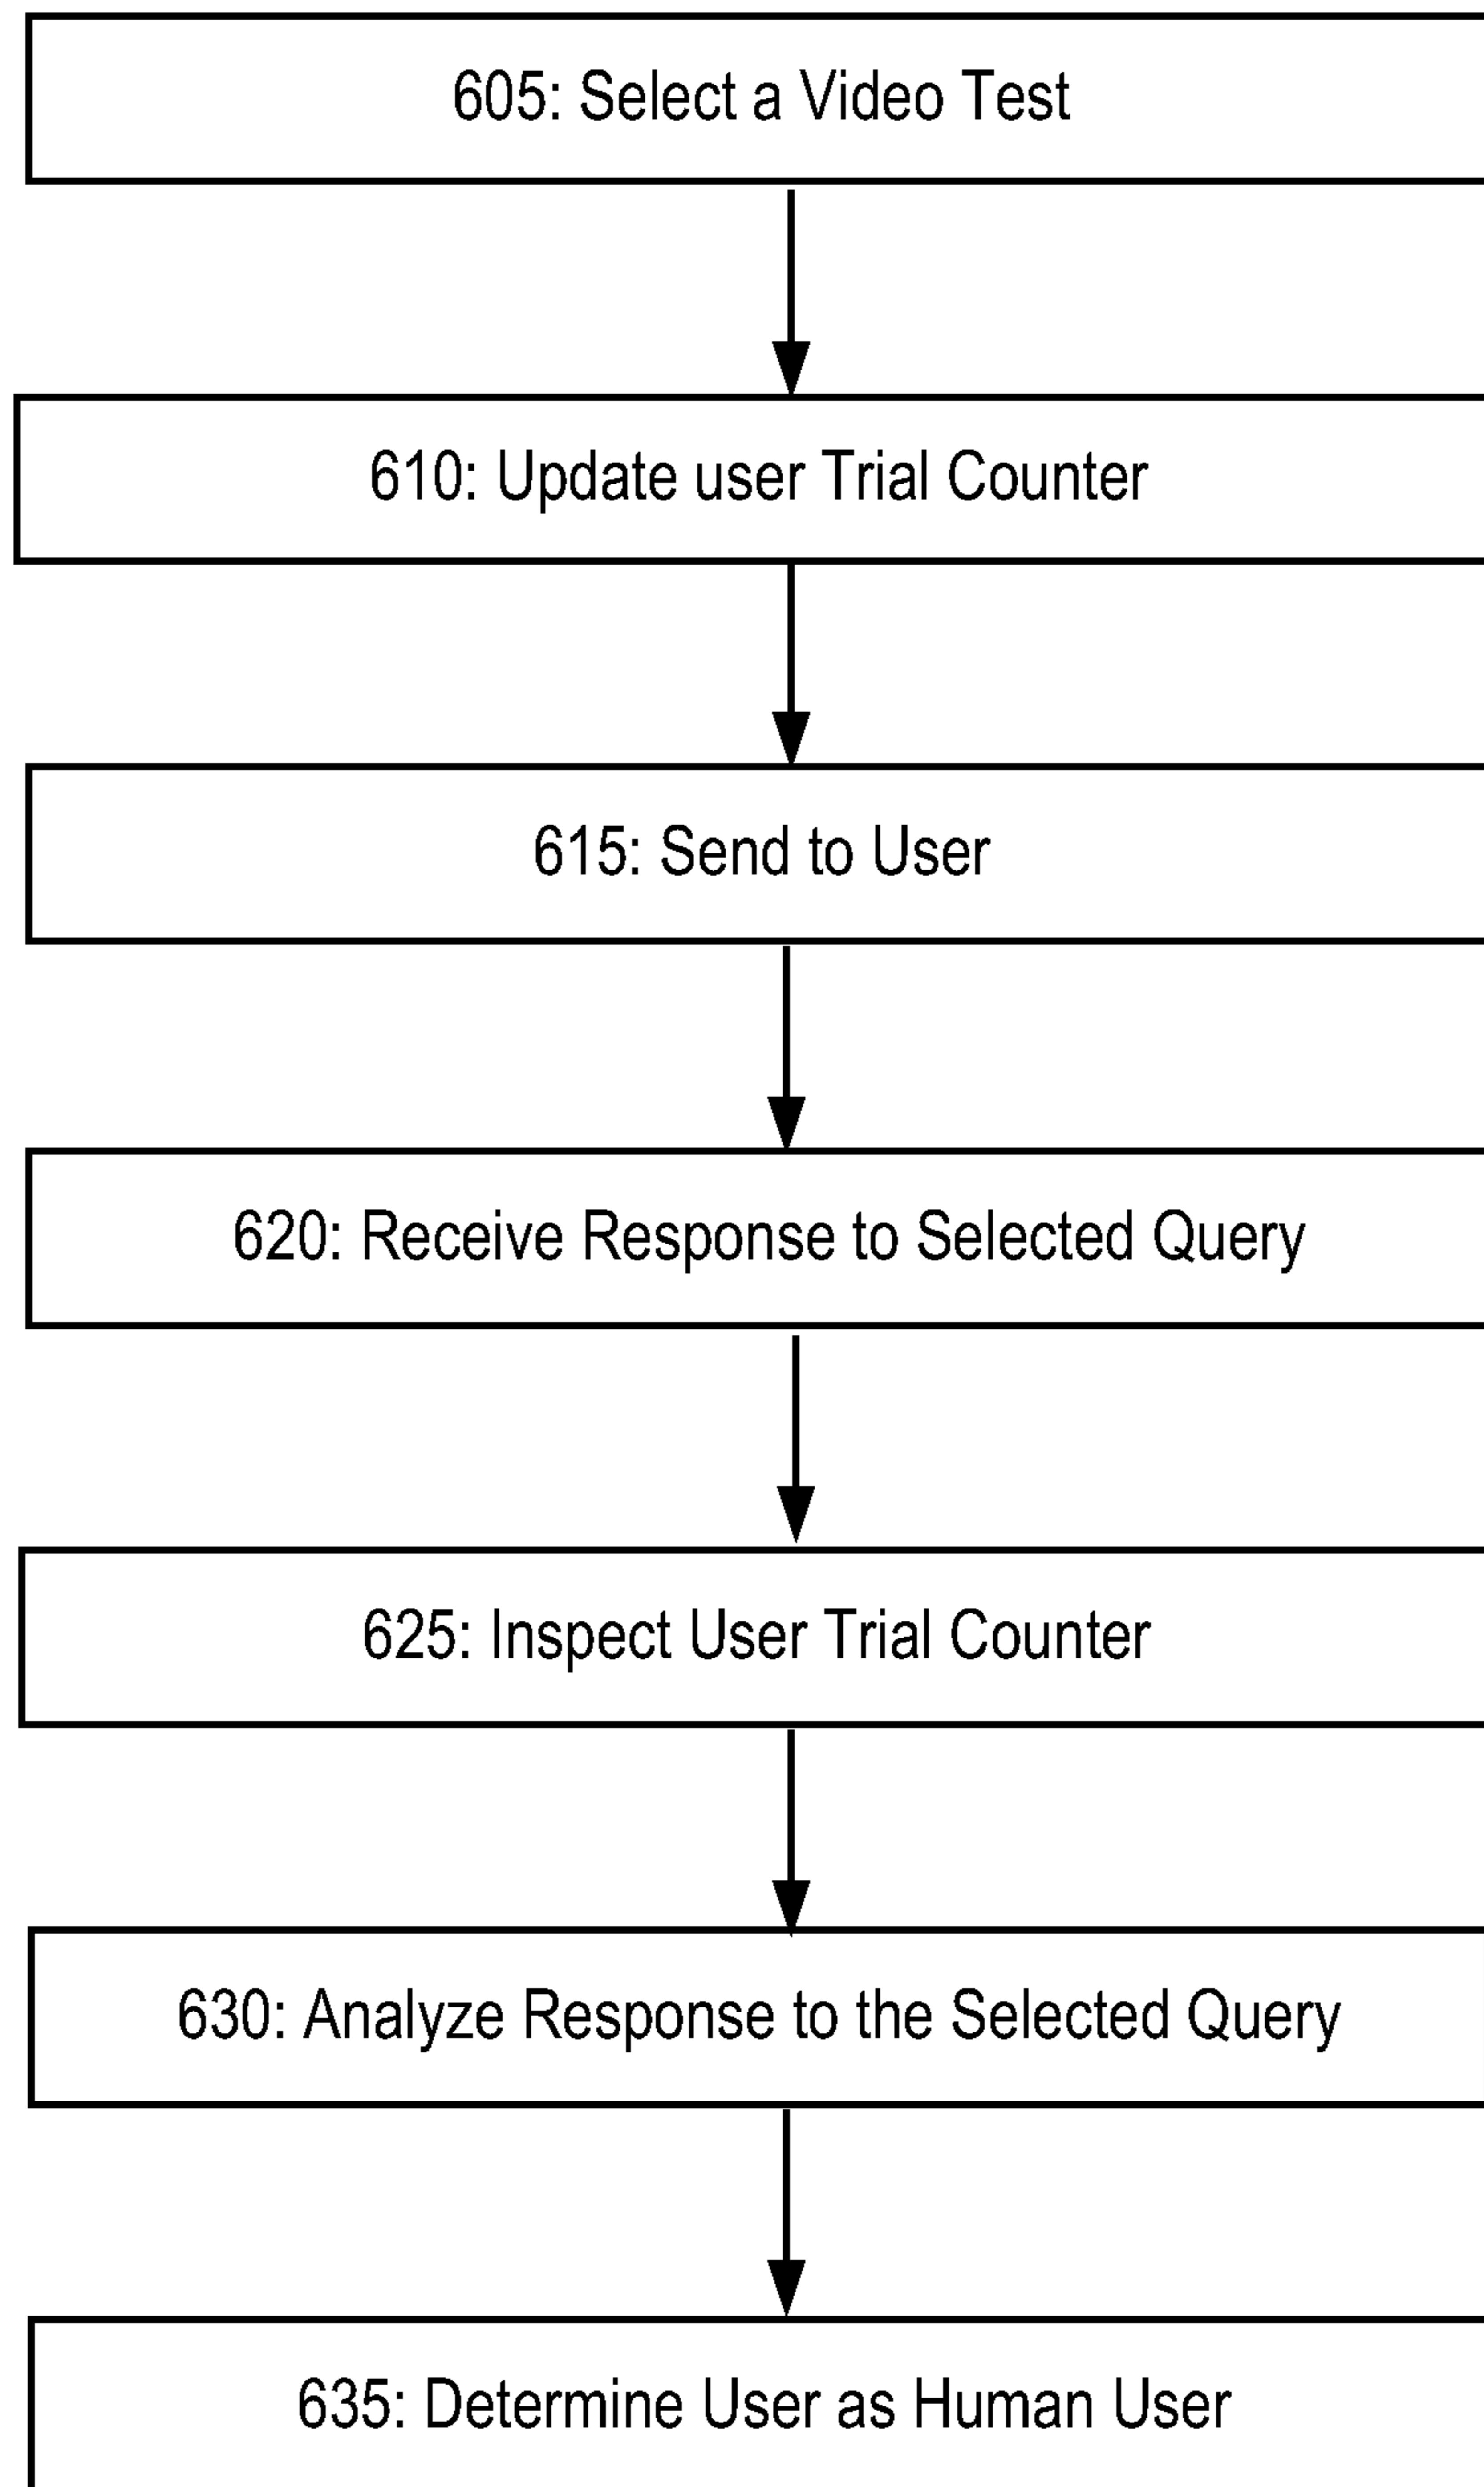 605: Select a Video Test
610: Update user Trial Counter
615: Send to User
620: Receive Response to Selected Query
625: Inspect User Trial Counter
630: Analyze Response to the Selected Query
635: Determine User as Human User